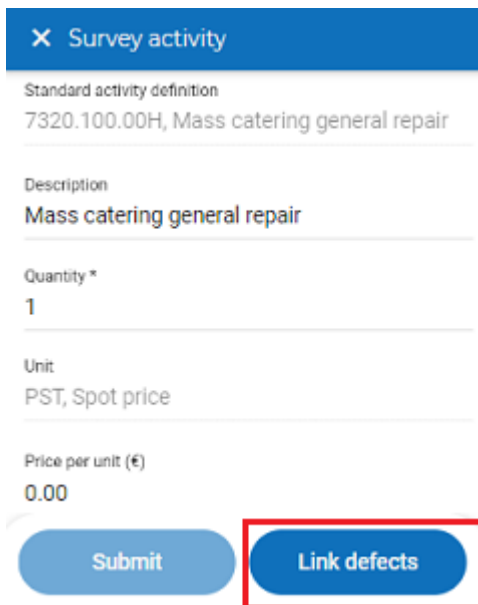 × Survey activity
Standard activity definition
7320.100.00H, Mass catering general repair
Description
Mass catering general repair
Quantity *
1
Unit
PST, Spot price
Price per unit (€)
0.00
Submit Link defects